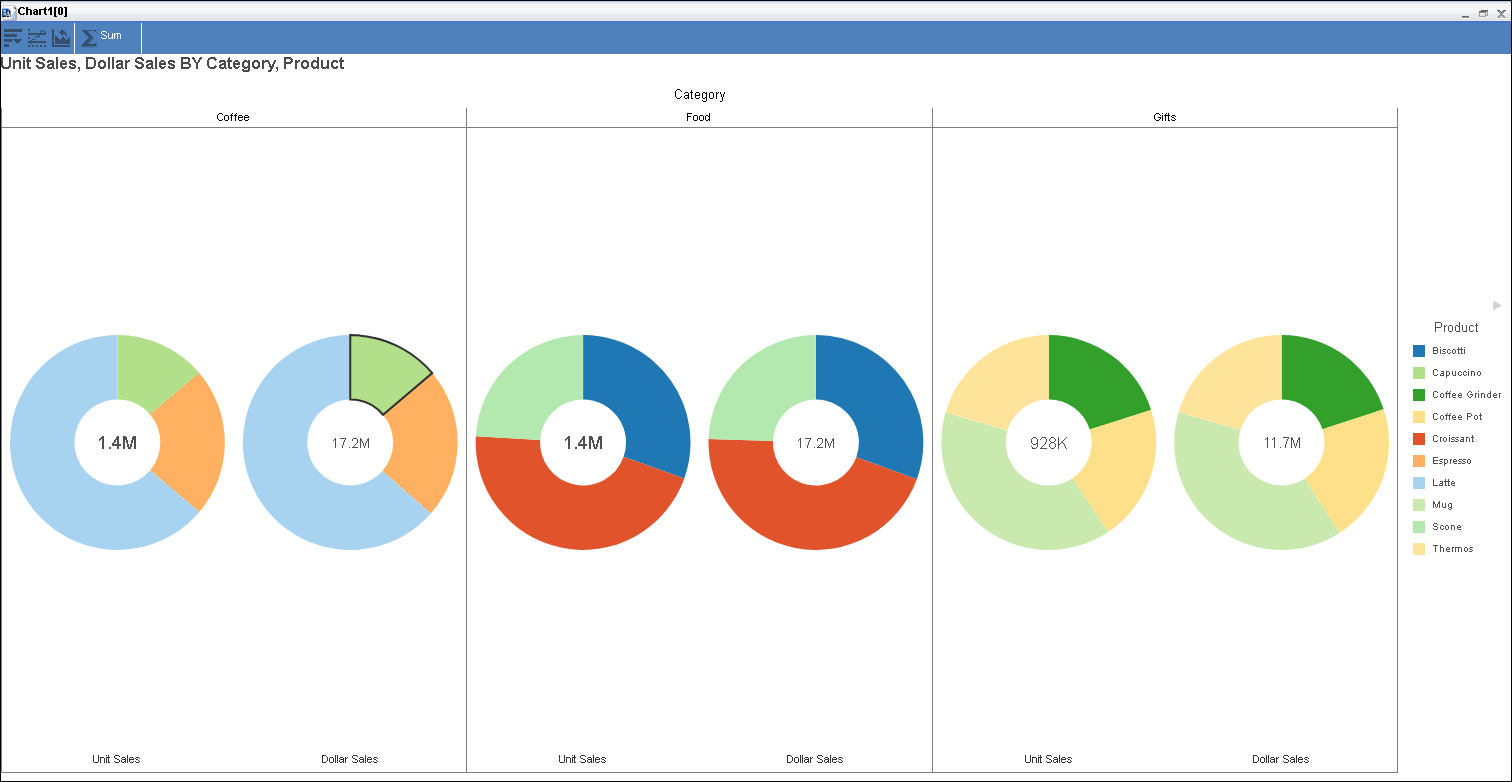 Chart1[0]
Sum
Unit Sales, Dollar Sales BY Category, Product
Category
Coffee
Food
Gifts
1.4M
17.2M
1.4M
17.2M
928K
11.7M
Unit Sales
Dollar Sales
Unit Sales
Dollar Sales
Unit Sales
Dollar Sales
Product
Biscotti
Capuccino
Coffee Grinder
Coffee Pot
Croissant
Espresso
Latte
Mug
Scone
Thermos